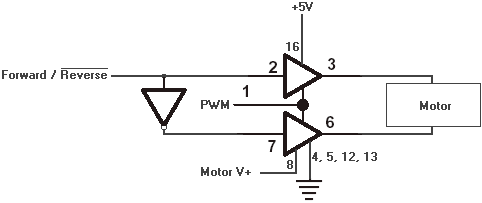 +5V
16
2
3
Forward / Reverse
1
PWM
Motor
6
7
4, 5, 12, 13
8
Motor V+